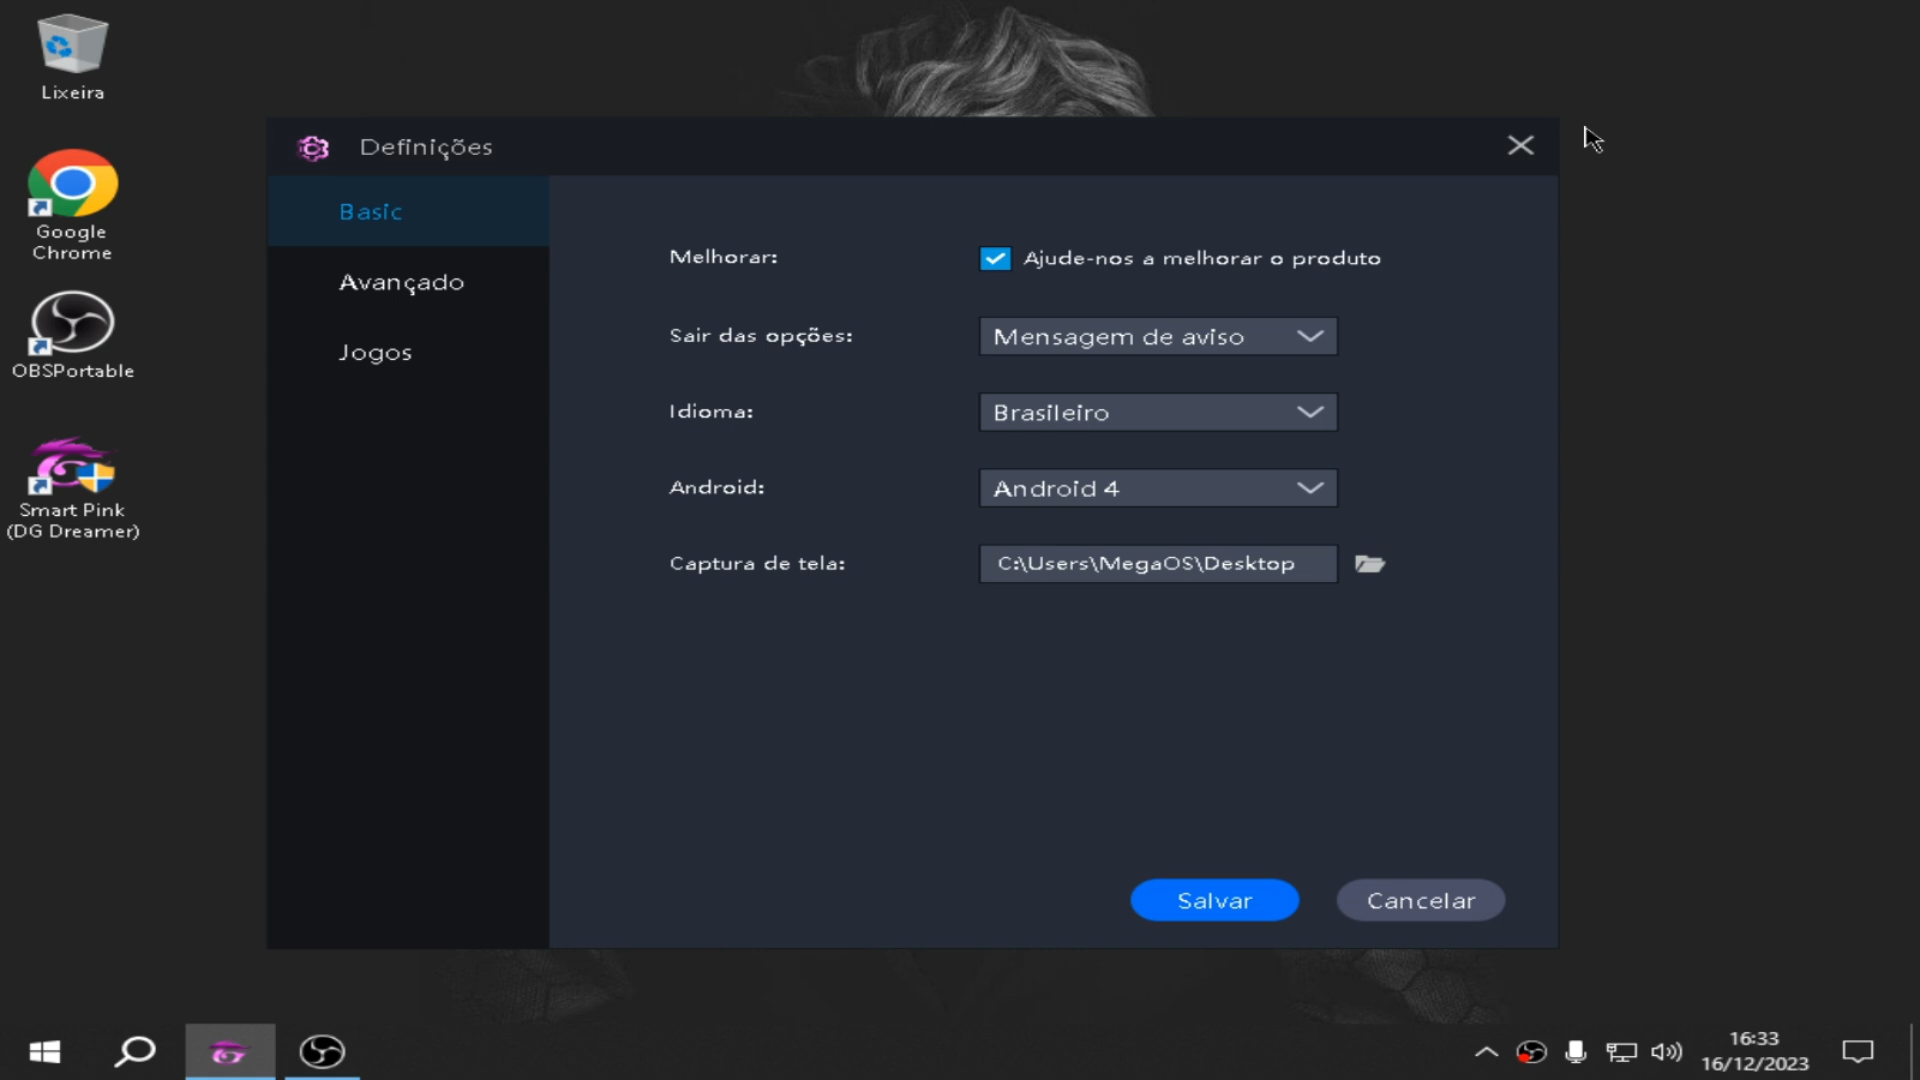 Lixeira
Google
Chrome
OBSPortable
Smart Pink
(DG Dreamer)
Definições
Basic
Avançado
Jogos
Melhorar:
Ajude-nos a melhorar o produto
Sair das opções:
Mensagem de aviso
Idioma:
Brasileiro
Android:
Android 4
Captura de tela:
C:\Users\MegaOS\Desktop
Salvar
Cancelar
16:33
16/12/2023